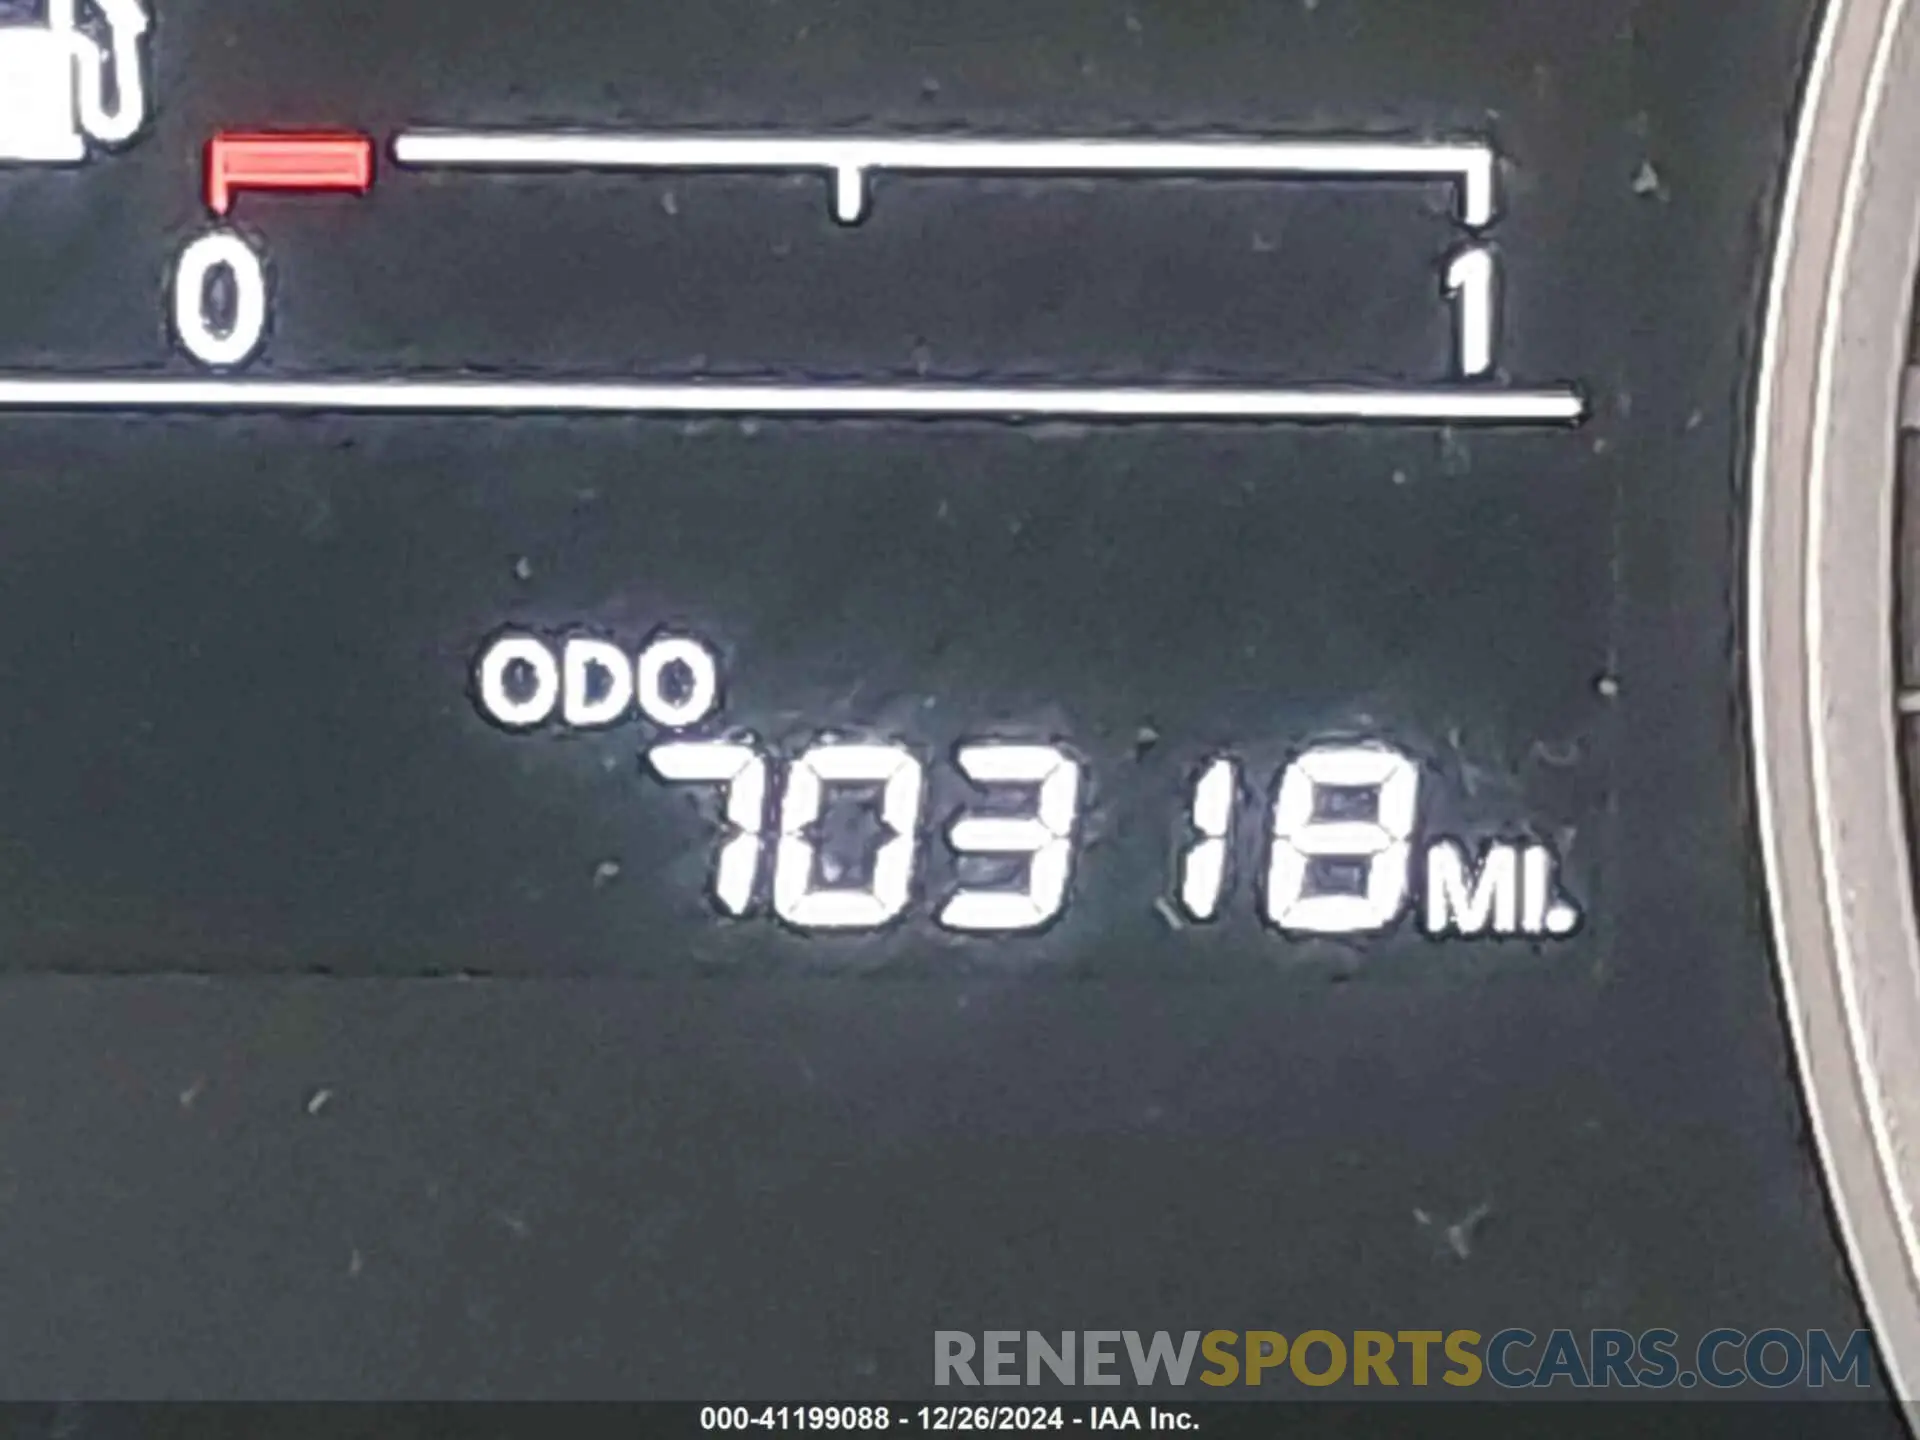 0 1
ODO
70318 MI.
RENEWSPORTSCARS.COM
000-41199088 - 12/26/2024 - IAA Inc.